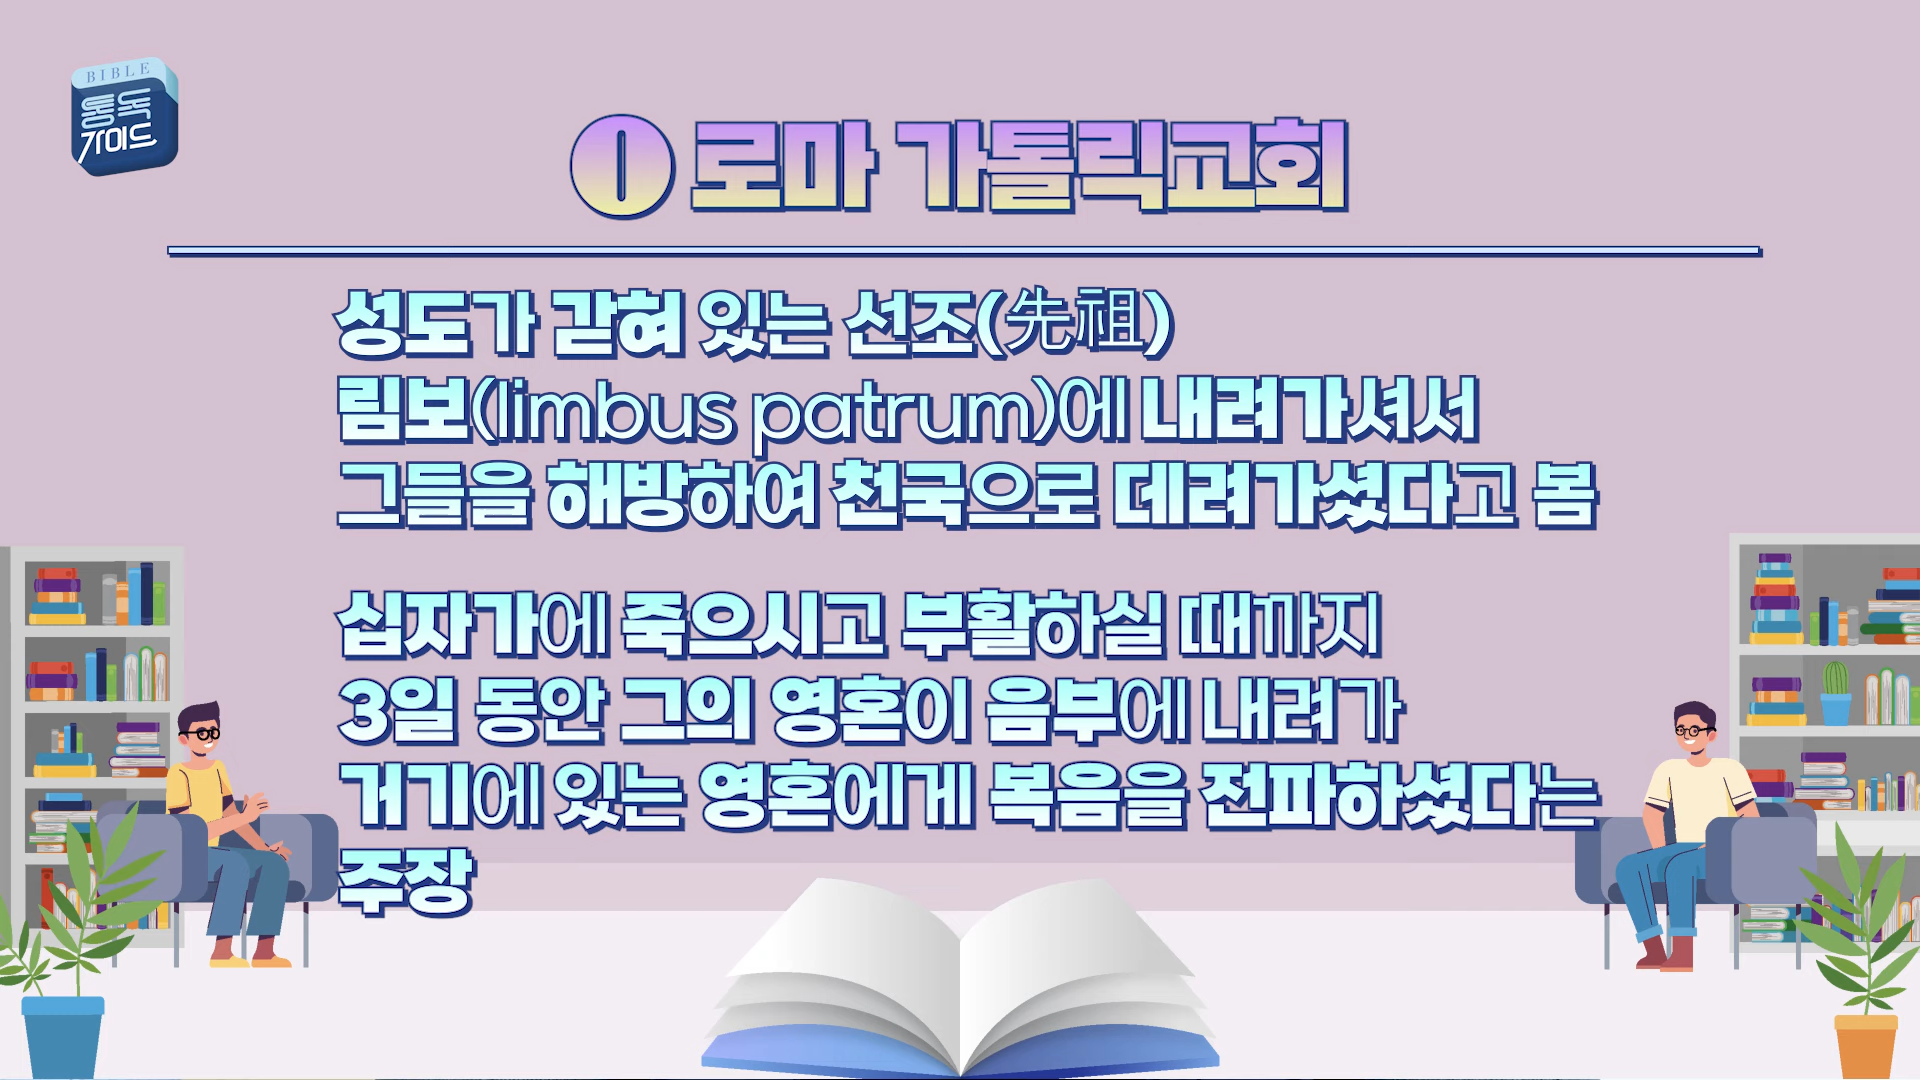 BIBLE
통독
가이드
❶ 로마 가톨릭교회
성도가 갇혀 있는 선조(先祖)
림보(limbus patrum)에 내려가셔서
그들을 해방하여 천국으로 데려가셨다고 봄
십자가에 죽으시고 부활하실 때까지
3일 동안 그의 영혼이 음부에 내려가
거기에 있는 영혼에게 복음을 전파하셨다는
주장